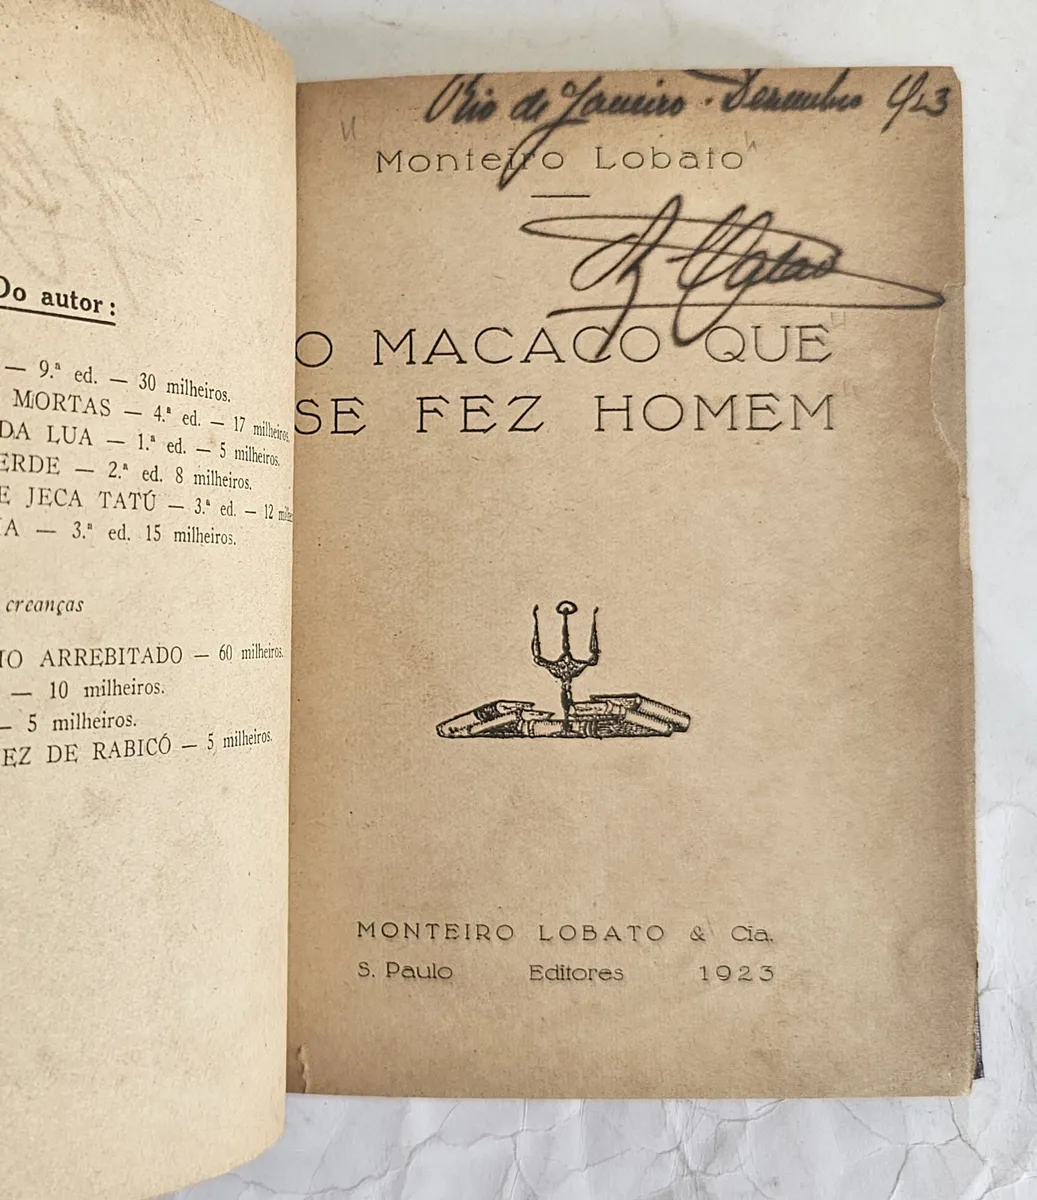 Do autor:
— 9.ª ed. — 30 milheiros.
MORTAS — 4.ª ed. — 17 milheiros.
DA LUA — 1.ª ed. — 5 milheiros.
ERDE — 2.ª ed. 8 milheiros.
E JECA TATÚ — 3.ª ed. — 12
IA — 3.ª ed. 15 milheiros.
creanças
IO ARREBITADO — 60 milheiros.
— 10 milheiros.
— 5 milheiros.
EZ DE RABICÓ — 5 milheiros.
Rio de Janeiro . Dezembro 923
Monteiro Lobato
O MACACO QUE
SE FEZ HOMEM
MONTEIRO LOBATO & Cia.
S. Paulo Editores 1923